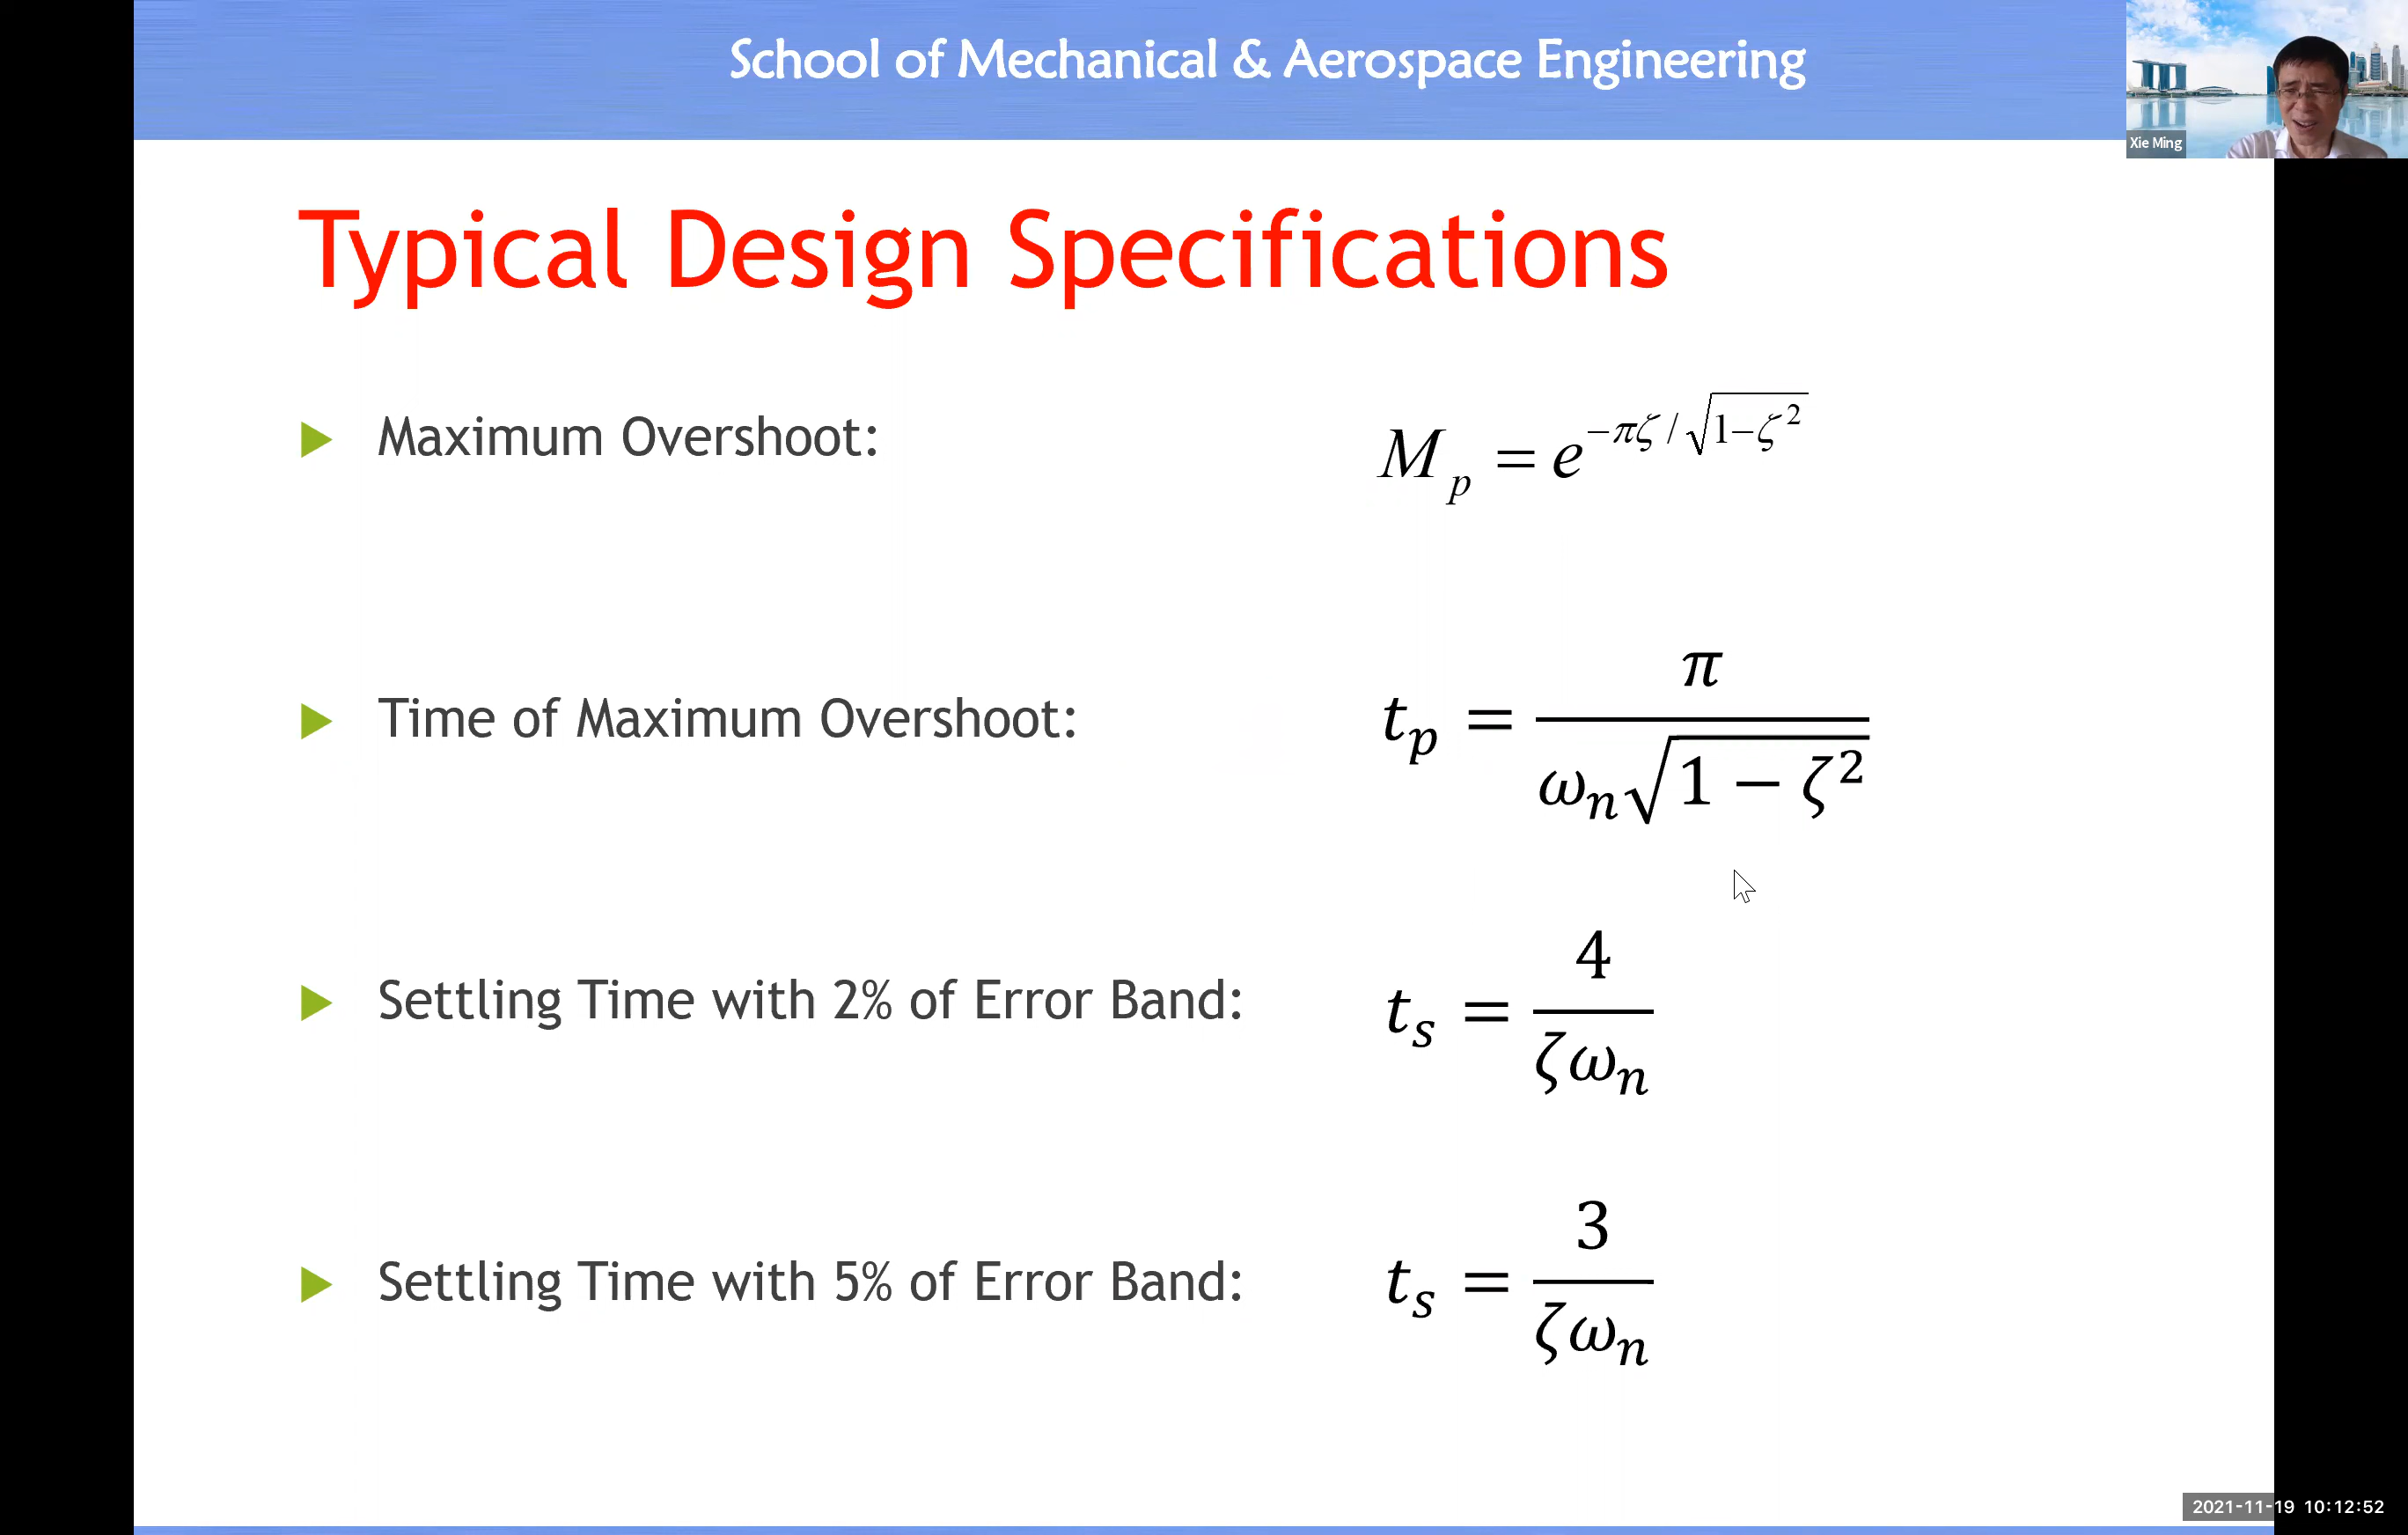 School of Mechanical & Aerospace Engineering
Xie Ming
Typical Design Specifications
Maximum Overshoot: M_p = e^{-πζ/√(1-ζ^2)}
Time of Maximum Overshoot: t_p = π / (ω_n √(1 − ζ^2))
Settling Time with 2% of Error Band: t_s = 4 / (ζω_n)
Settling Time with 5% of Error Band: t_s = 3 / (ζω_n)
2021-11-19 10:12:52